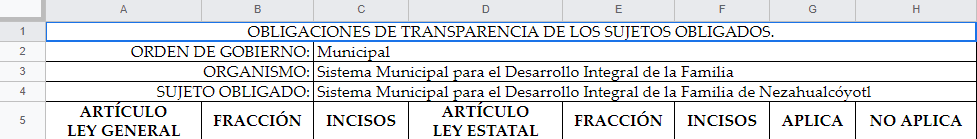 A B C D E F G H
1 OBLIGACIONES DE TRANSPARENCIA DE LOS SUJETOS OBLIGADOS.
2 ORDEN DE GOBIERNO: Municipal
3 ORGANISMO: Sistema Municipal para el Desarrollo Integral de la Familia
4 SUJETO OBLIGADO: Sistema Municipal para el Desarrollo Integral de la Familia de Nezahualcóyotl
5 ARTÍCULO LEY GENERAL FRACCIÓN INCISOS ARTÍCULO LEY ESTATAL FRACCIÓN INCISOS APLICA NO APLICA